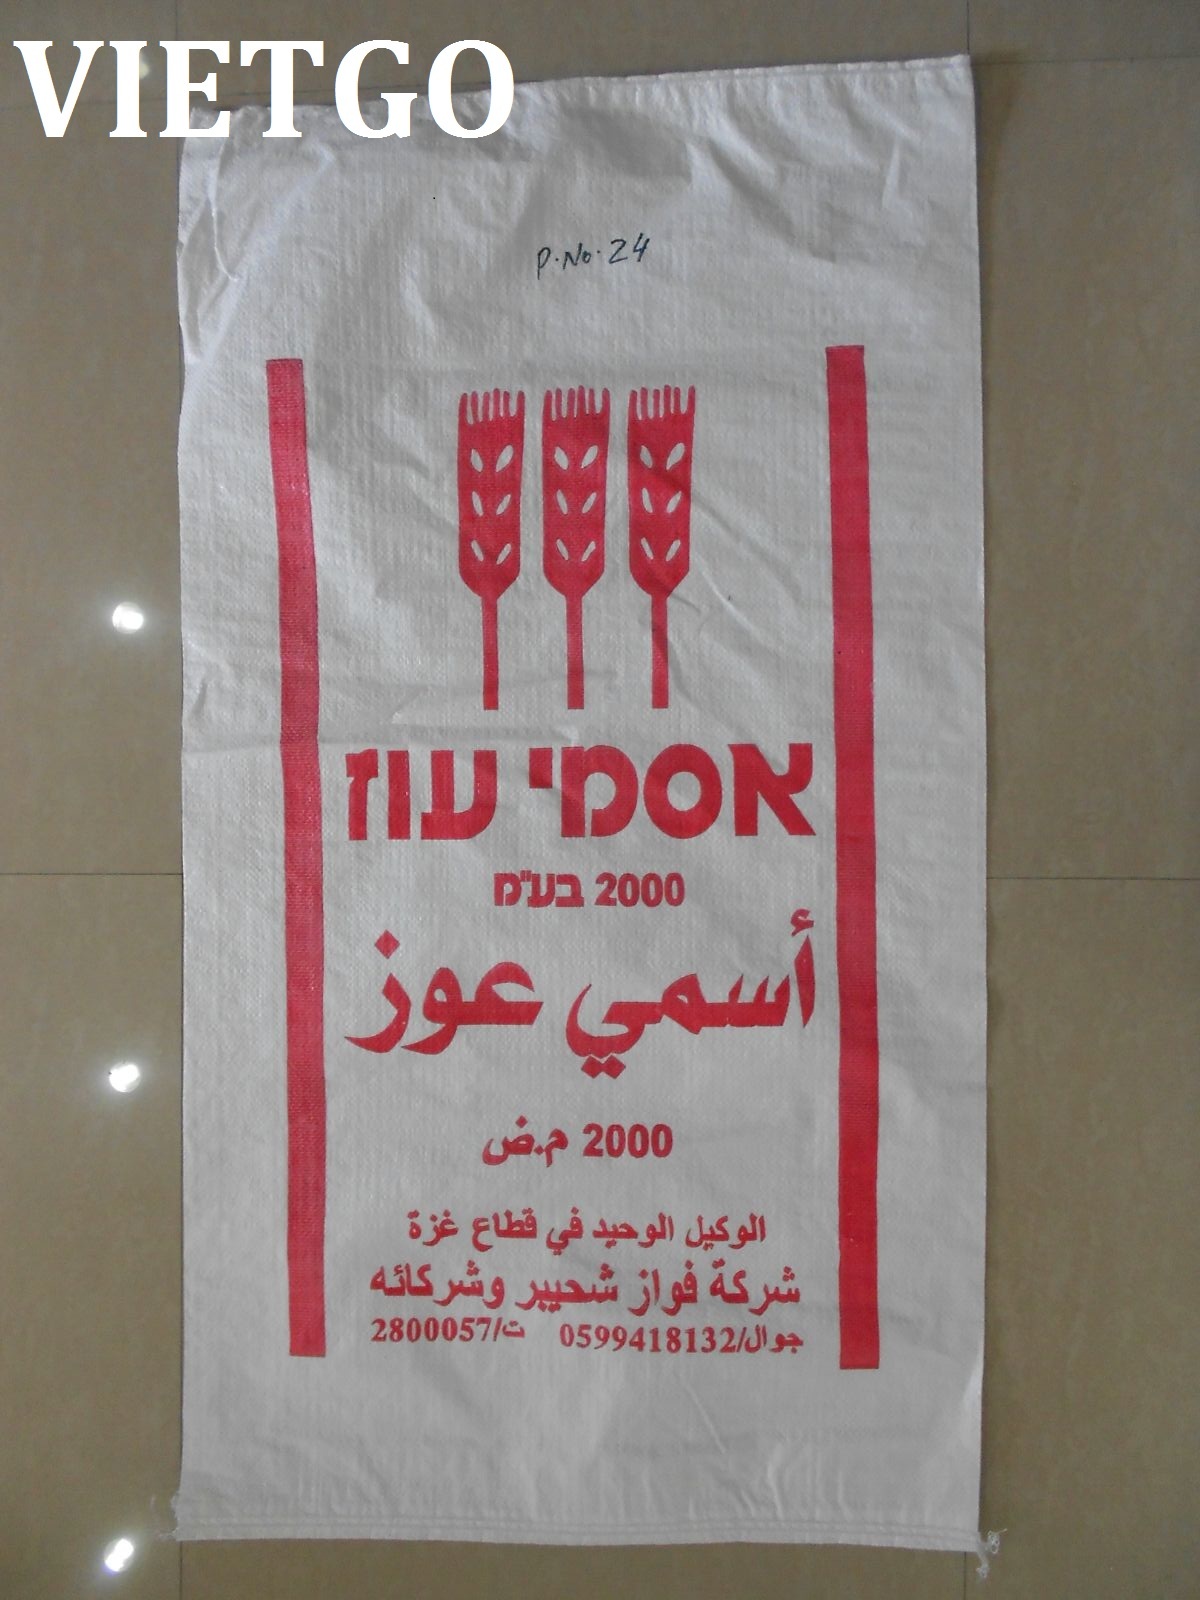 VIETGO
P.No.24
אסמי עוז
2000 בע"מ
أسمي عوز
2000 م.ض
الوكيل الوحيد في قطاع غزة
شركة فواز شحيبر وشركائه
جوال/0599418132 ت/2800057